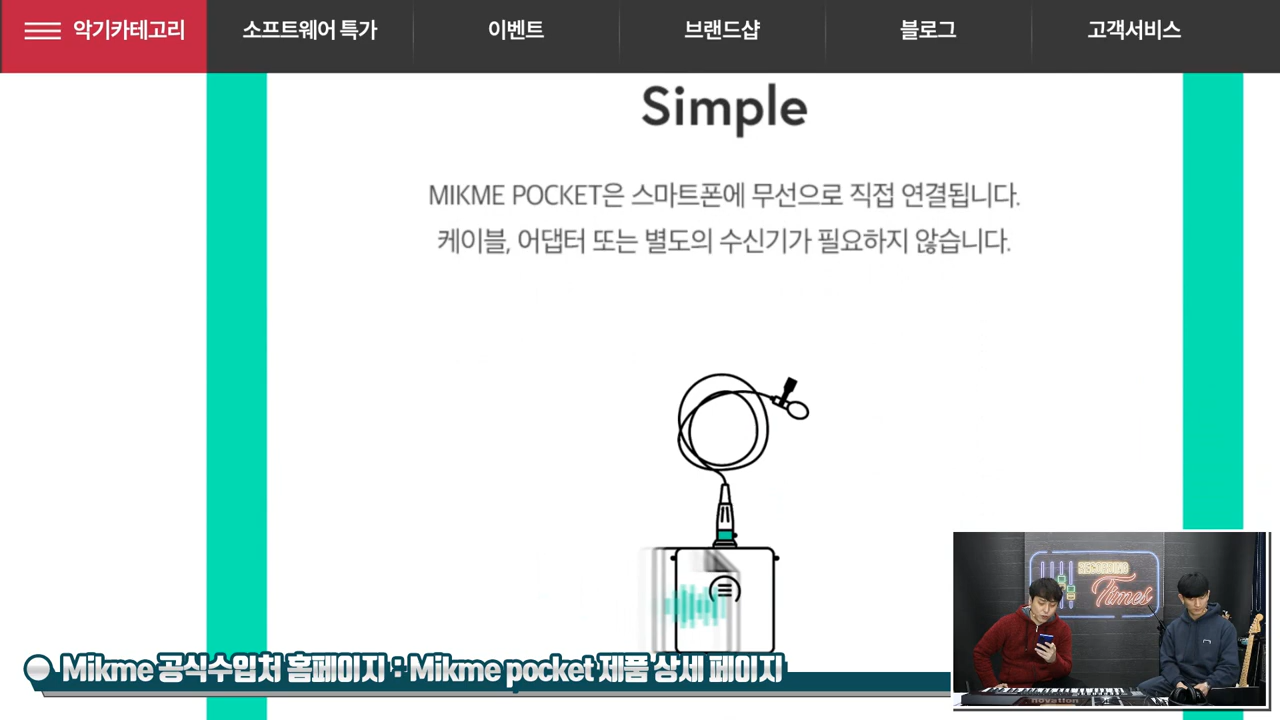 악기카테고리
소프트웨어 특가
이벤트
브랜드샵
블로그
고객서비스
Simple
MIKME POCKET은 스마트폰에 무선으로 직접 연결됩니다.
케이블, 어댑터 또는 별도의 수신기가 필요하지 않습니다.
Times
novation
Mikme 공식수입처 홈페이지 : Mikme pocket 제품 상세 페이지